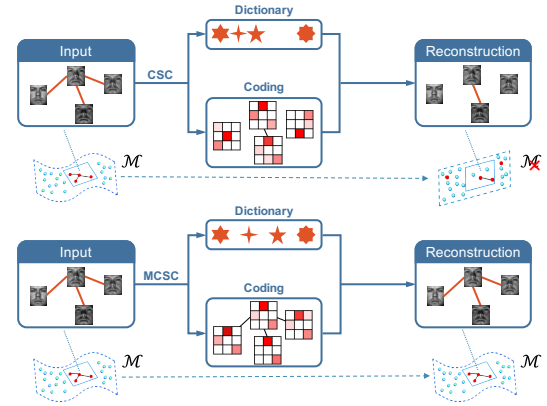 Dictionary
Input
Reconstruction
CSC
Coding
ℳ
ℳ
Dictionary
Input
Reconstruction
MCSC
Coding
ℳ
ℳ